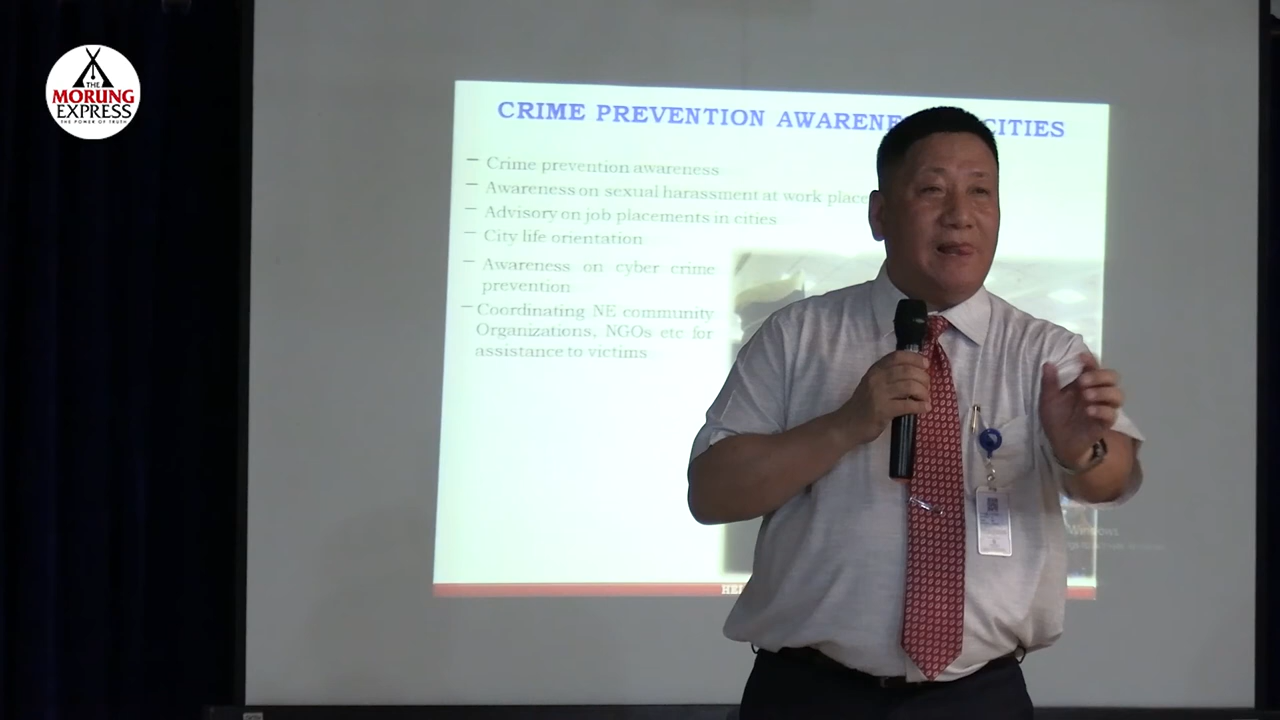 THE
MORUNG
EXPRESS
THE POWER OF TRUTH
CRIME PREVENTION AWARENE CITIES
– Crime prevention awareness
– Awareness on sexual harassment at work place
– Advisory on job placements in cities
– City life orientation
– Awareness on cyber crime
prevention
– Coordinating NE community
Organizations, NGOs etc for
assistance to victims